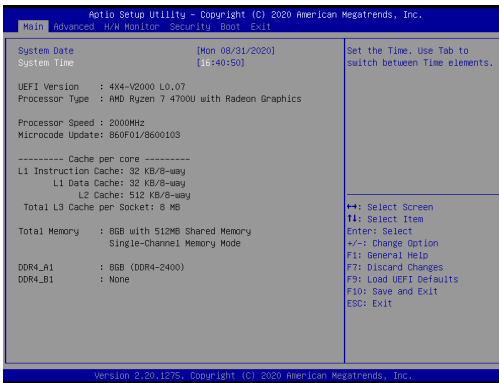 Aptio Setup Utility – Copyright (C) 2020 American Megatrends, Inc.
Main Advanced H/W Monitor Security Boot Exit
System Date [Mon 08/31/2020]
System Time [16:40:50]
UEFI Version : 4X4-V2000 L0.07
Processor Type : AMD Ryzen 7 4700U with Radeon Graphics
Processor Speed : 2000MHz
Microcode Update: 860F01/8600103
--------- Cache per core ---------
L1 Instruction Cache: 32 KB/8-way
L1 Data Cache: 32 KB/8-way
L2 Cache: 512 KB/8-way
Total L3 Cache per Socket: 8 MB
Total Memory : 8GB with 512MB Shared Memory
Single-Channel Memory Mode
DDR4_A1 : 8GB (DDR4-2400)
DDR4_B1 : None
Set the Time. Use Tab to
switch between Time elements.
↔: Select Screen
↑↓: Select Item
Enter: Select
+/-: Change Option
F1: General Help
F7: Discard Changes
F9: Load UEFI Defaults
F10: Save and Exit
ESC: Exit
Version 2.20.1275. Copyright (C) 2020 American Megatrends, Inc.